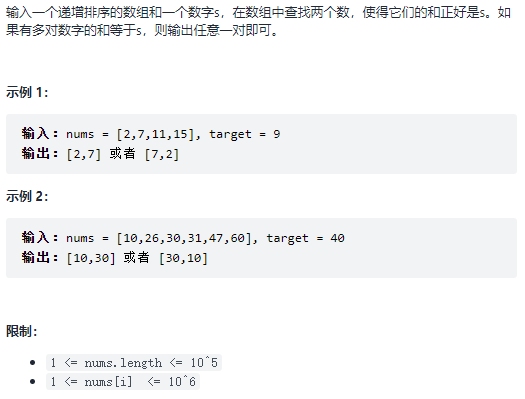 输入一个递增排序的数组和一个数字s，在数组中查找两个数，使得它们的和正好是s。如
果有多对数字的和等于s，则输出任意一对即可。
示例 1：
输入：nums = [2,7,11,15], target = 9
输出：[2,7] 或者 [7,2]
示例 2：
输入：nums = [10,26,30,31,47,60], target = 40
输出：[10,30] 或者 [30,10]
限制：
• 1 <= nums.length <= 10^5
• 1 <= nums[i] <= 10^6